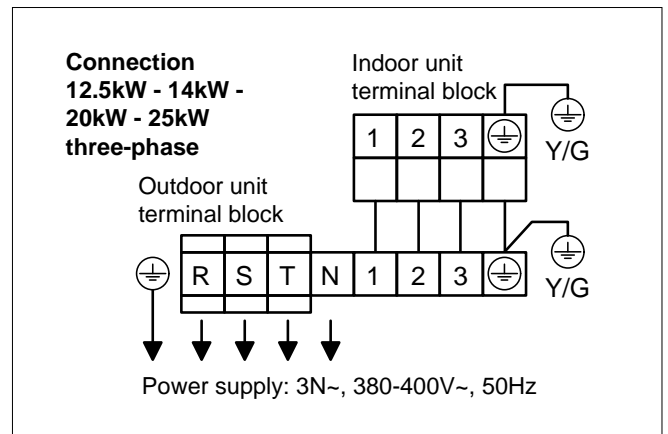 Connection
12.5kW - 14kW -
20kW - 25kW
three-phase
Indoor unit
terminal block
1 2 3
Y/G
Outdoor unit
terminal block
R S T N 1 2 3
Y/G
Power supply: 3N~, 380-400V~, 50Hz